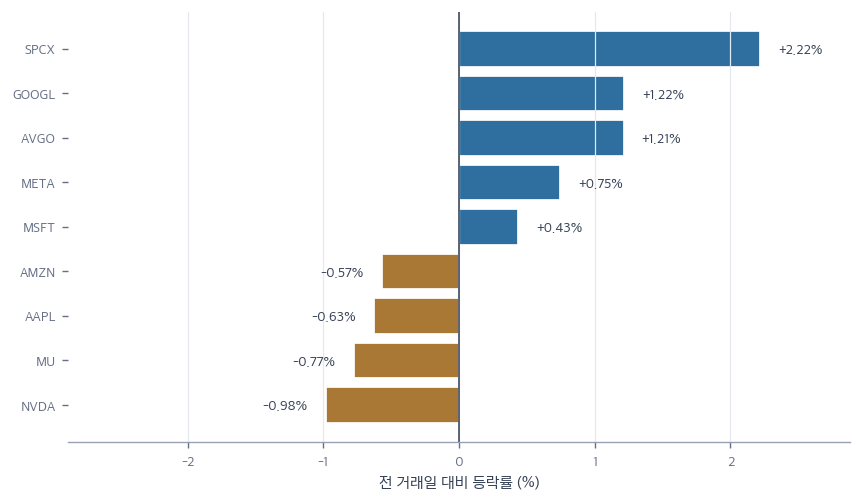 SPCX +2.22%
GOOGL +1.22%
AVGO +1.21%
META +0.75%
MSFT +0.43%
AMZN −0.57%
AAPL −0.63%
MU −0.77%
NVDA −0.98%
−2 −1 0 1 2
전 거래일 대비 등락률 (%)